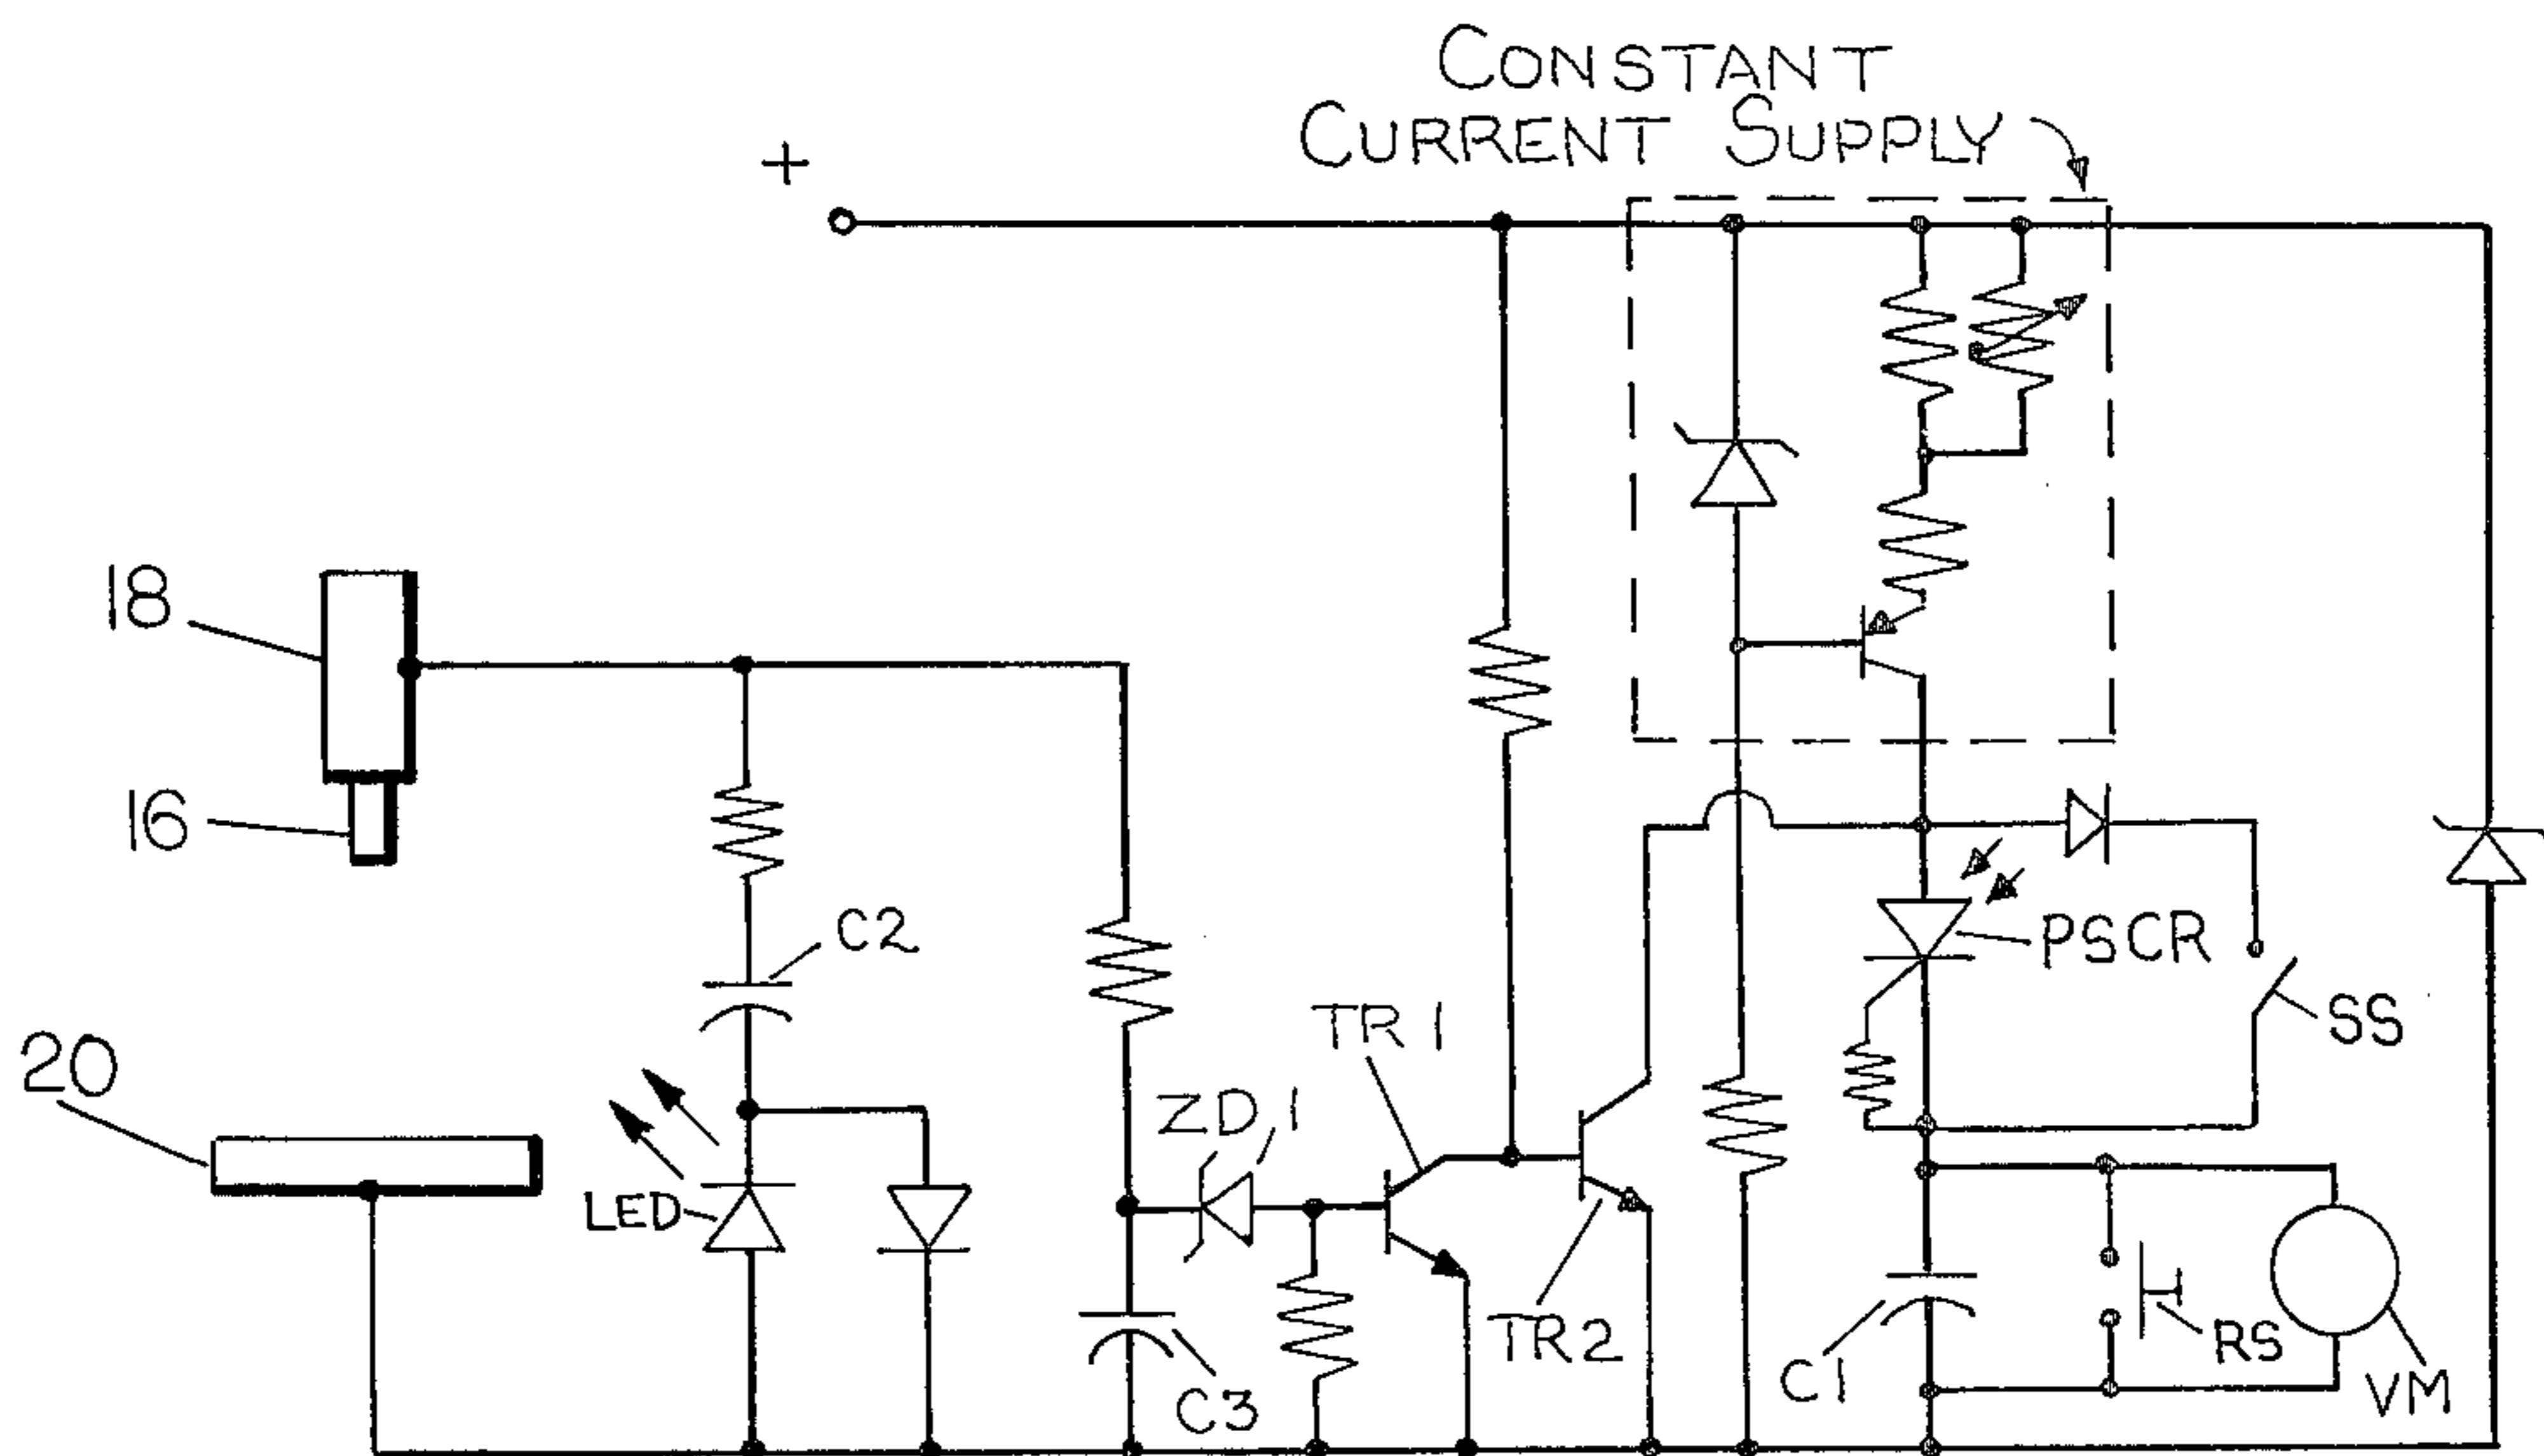 CONSTANT
CURRENT SUPPLY
+
18
16
C2
PSCR
SS
TR1
20
ZD1
LED
TR2
RS
C1
VM
C3